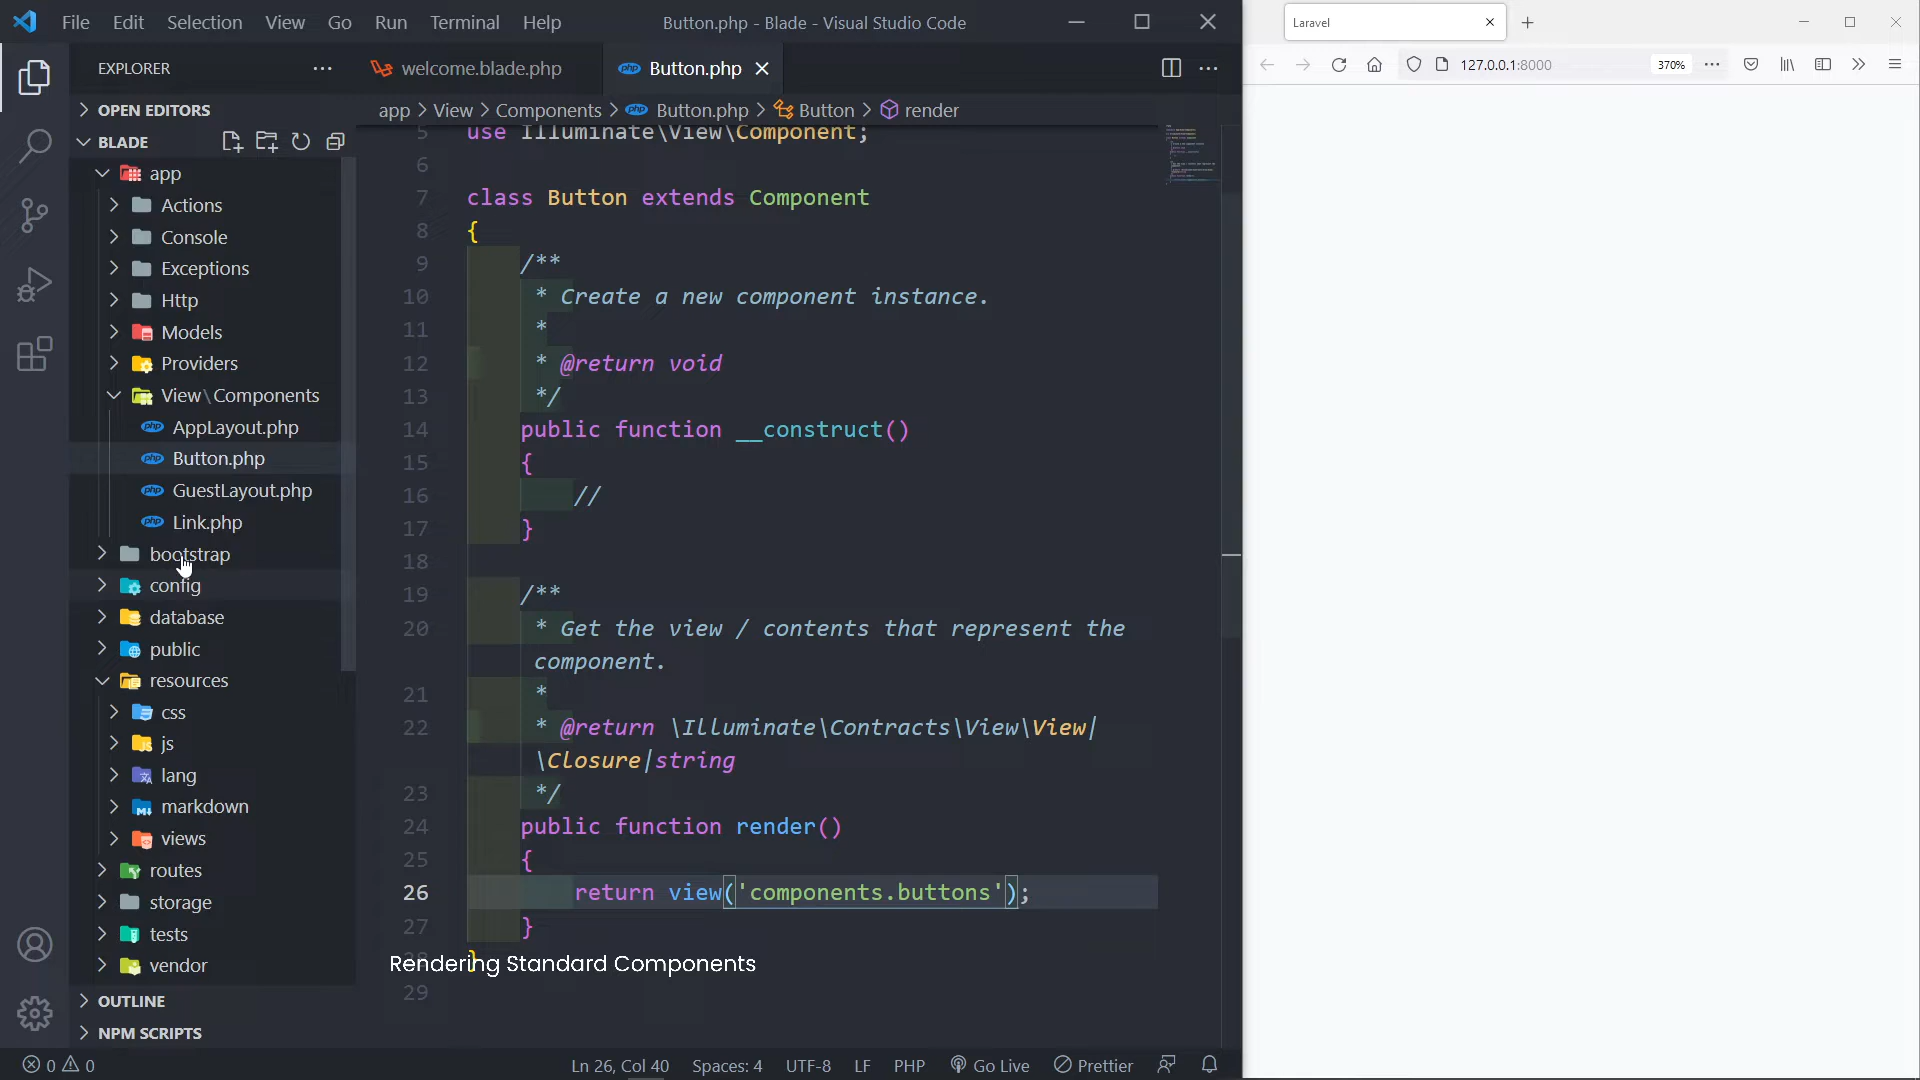 File Edit Selection View Go Run Terminal Help
Button.php - Blade - Visual Studio Code
EXPLORER
OPEN EDITORS
BLADE
app
Actions
Console
Exceptions
Http
Models
Providers
View\Components
AppLayout.php
Button.php
GuestLayout.php
Link.php
bootstrap
config
database
public
resources
css
js
lang
markdown
views
routes
storage
tests
vendor
OUTLINE
NPM SCRIPTS
welcome.blade.php
Button.php
app > View > Components > Button.php > Button > render
5 use Illuminate\View\Component;
6
7 class Button extends Component
8 {
9 /**
10 * Create a new component instance.
11 *
12 * @return void
13 */
14 public function __construct()
15 {
16 //
17 }
18
19 /**
20 * Get the view / contents that represent the
component.
21 *
22 * @return \Illuminate\Contracts\View\View|
\Closure|string
23 */
24 public function render()
25 {
26 return view('components.buttons');
27 }
28 }
Rendering Standard Components
29
0 0
Ln 26, Col 40
Spaces: 4
UTF-8
LF
PHP
Go Live
Prettier
Laravel
127.0.0.1:8000
370%